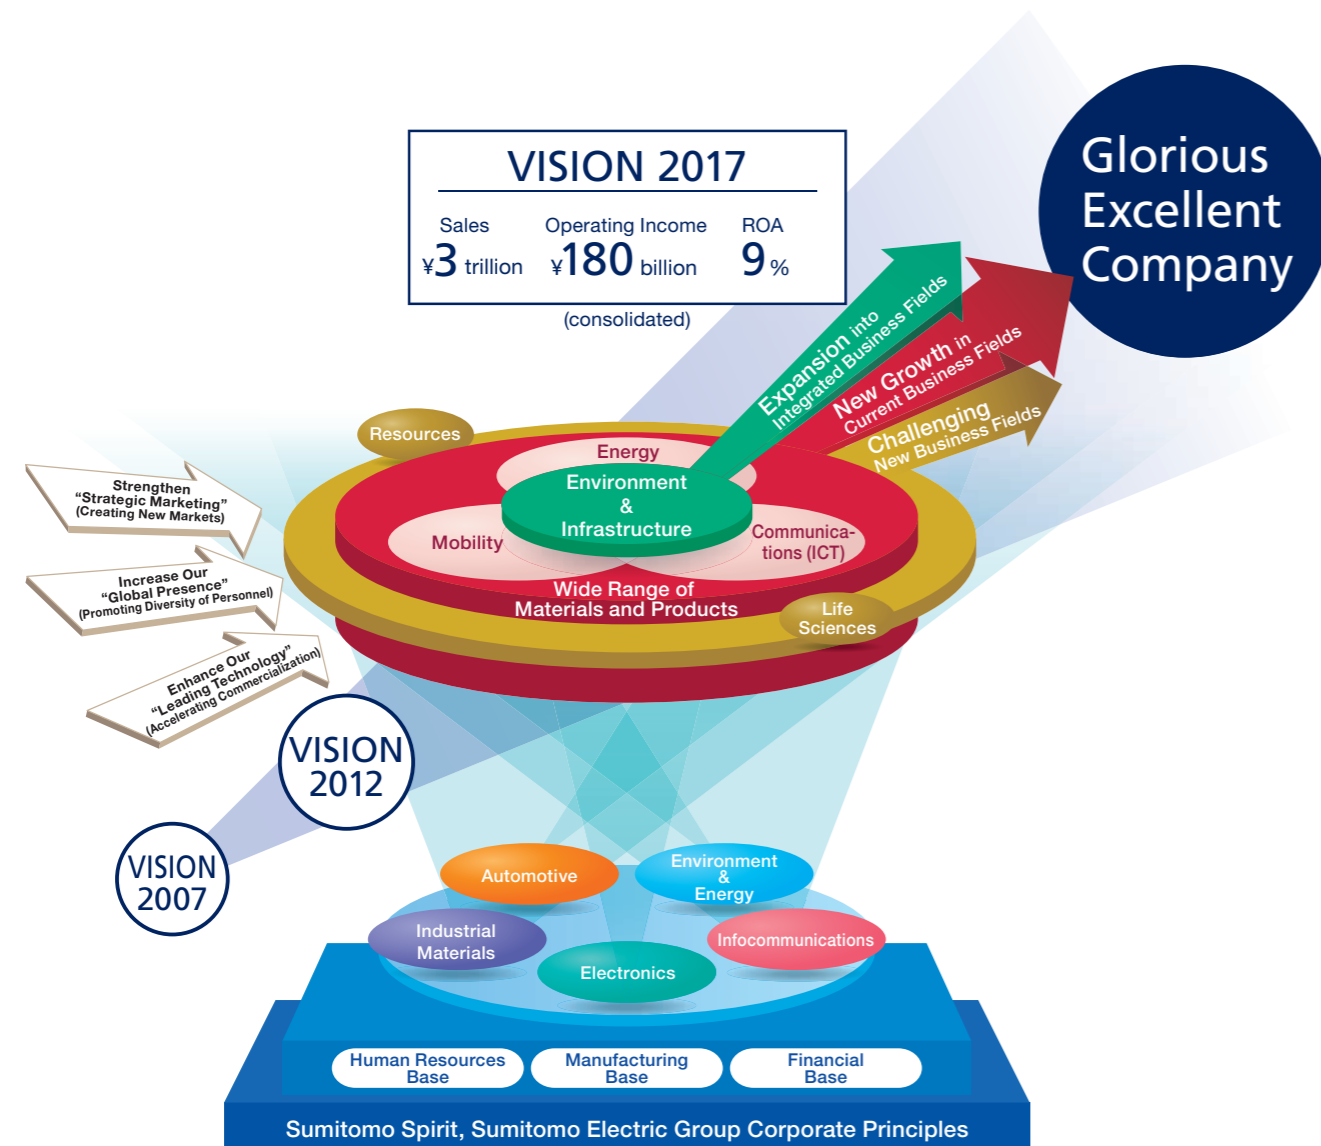 Glorious
Excellent
Company
VISION 2017
Sales
Operating Income
ROA
¥3 trillion
¥180 billion
9 %
(consolidated)
Expansion into
Integrated Business Fields
New Growth in
Current Business Fields
Challenging
New Business Fields
Resources
Energy
Environment
&
Infrastructure
Mobility
Communica-
tions (ICT)
Wide Range of
Materials and Products
Life
Sciences
Strengthen
“Strategic Marketing”
(Creating New Markets)
Increase Our
“Global Presence”
(Promoting Diversity of Personnel)
Enhance Our
“Leading Technology”
(Accelerating Commercialization)
VISION
2012
VISION
2007
Automotive
Environment
&
Energy
Industrial
Materials
Infocommunications
Electronics
Human Resources
Base
Manufacturing
Base
Financial
Base
Sumitomo Spirit, Sumitomo Electric Group Corporate Principles